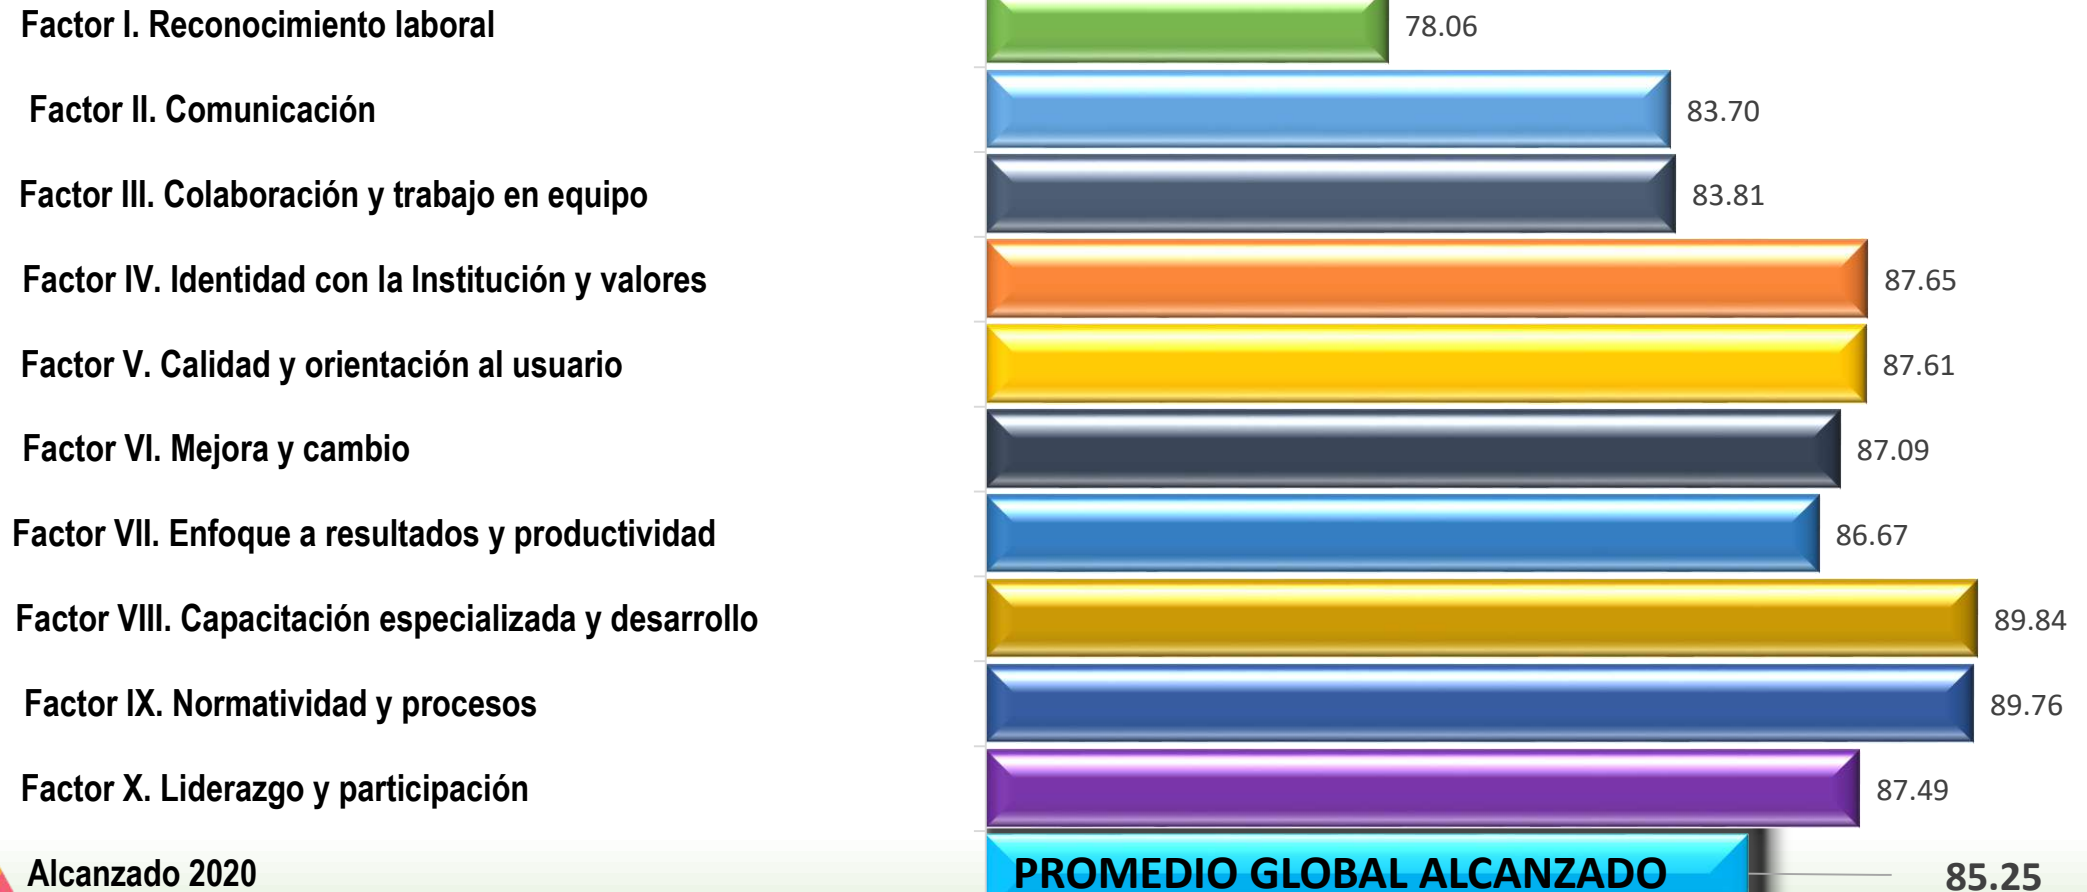 Factor I. Reconocimiento laboral 78.06
Factor II. Comunicación 83.70
Factor III. Colaboración y trabajo en equipo 83.81
Factor IV. Identidad con la Institución y valores 87.65
Factor V. Calidad y orientación al usuario 87.61
Factor VI. Mejora y cambio 87.09
Factor VII. Enfoque a resultados y productividad 86.67
Factor VIII. Capacitación especializada y desarrollo 89.84
Factor IX. Normatividad y procesos 89.76
Factor X. Liderazgo y participación 87.49
Alcanzado 2020 PROMEDIO GLOBAL ALCANZADO 85.25